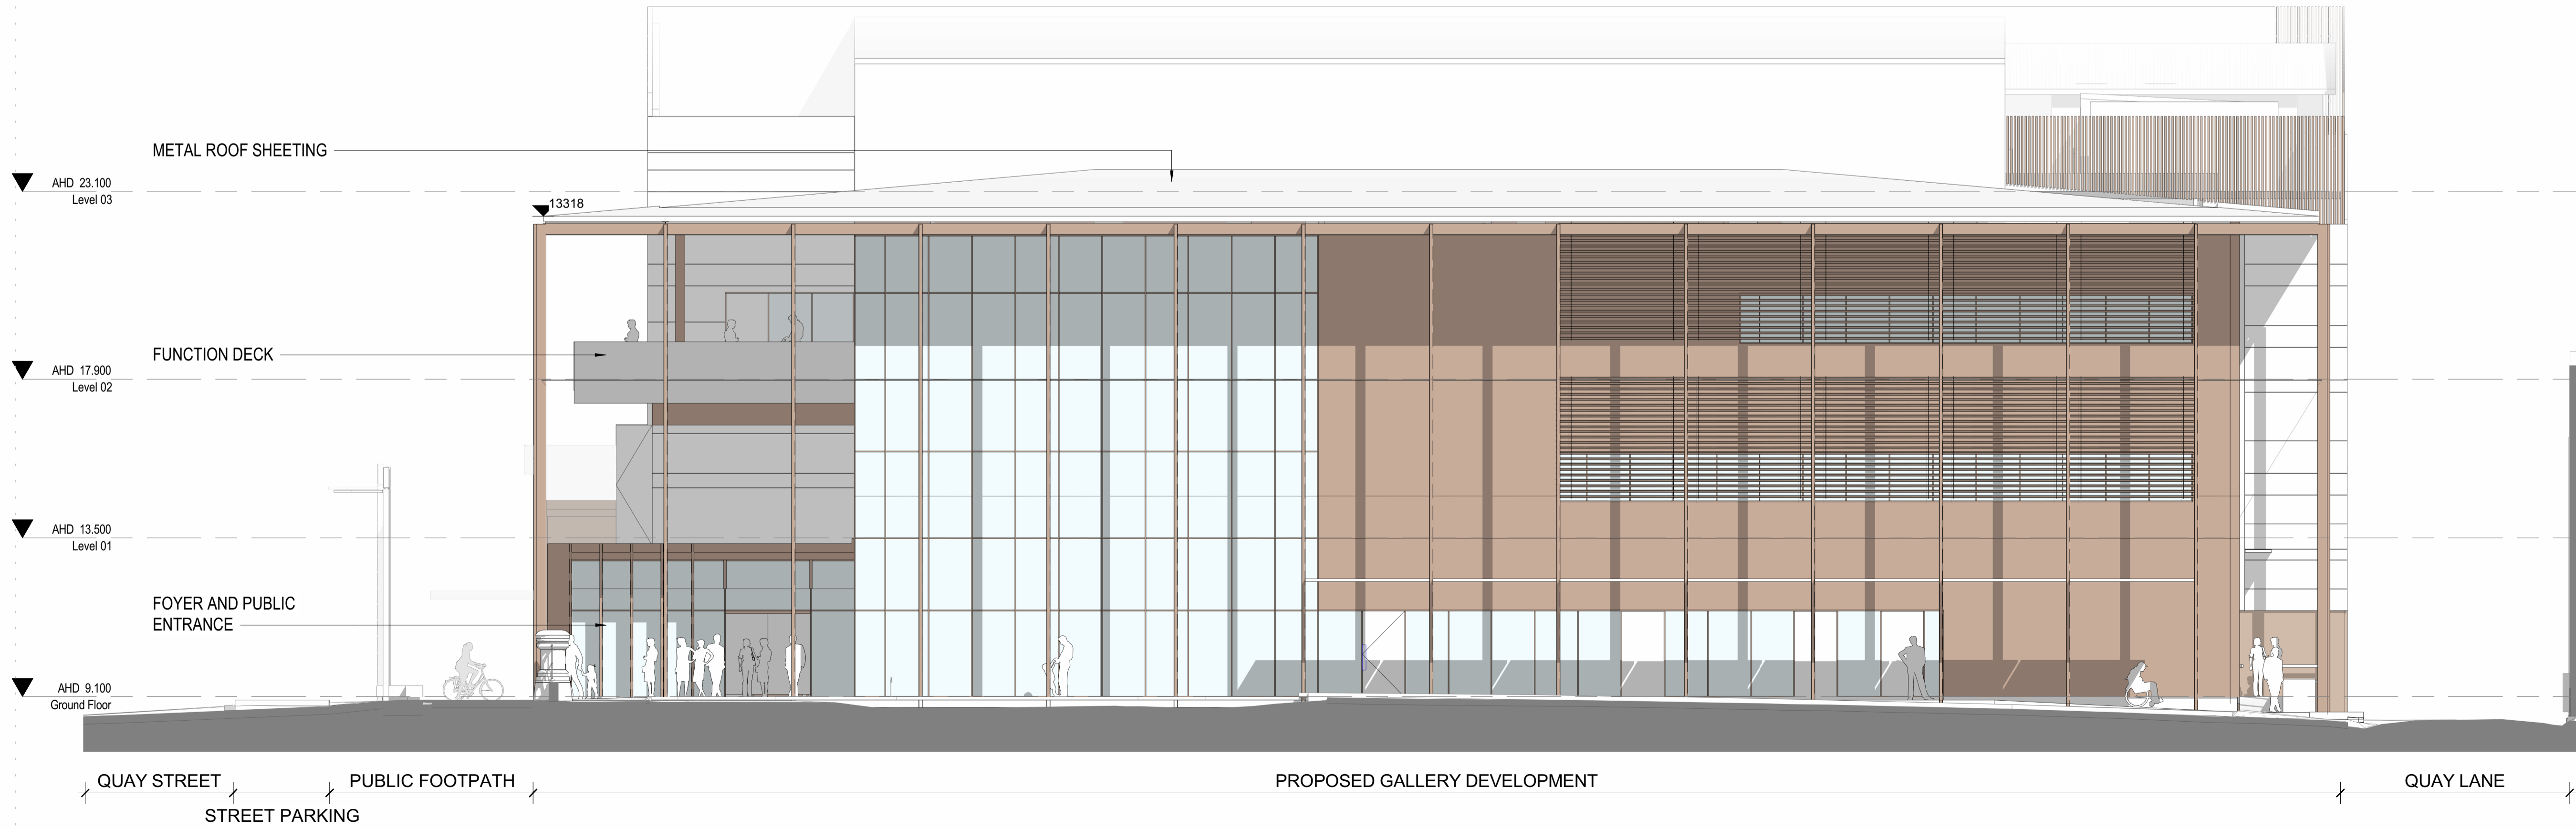 METAL ROOF SHEETING
AHD 23.100
Level 03
13318
FUNCTION DECK
AHD 17.900
Level 02
AHD 13.500
Level 01
FOYER AND PUBLIC
ENTRANCE
AHD 9.100
Ground Floor
QUAY STREET
PUBLIC FOOTPATH
PROPOSED GALLERY DEVELOPMENT
QUAY LANE
STREET PARKING